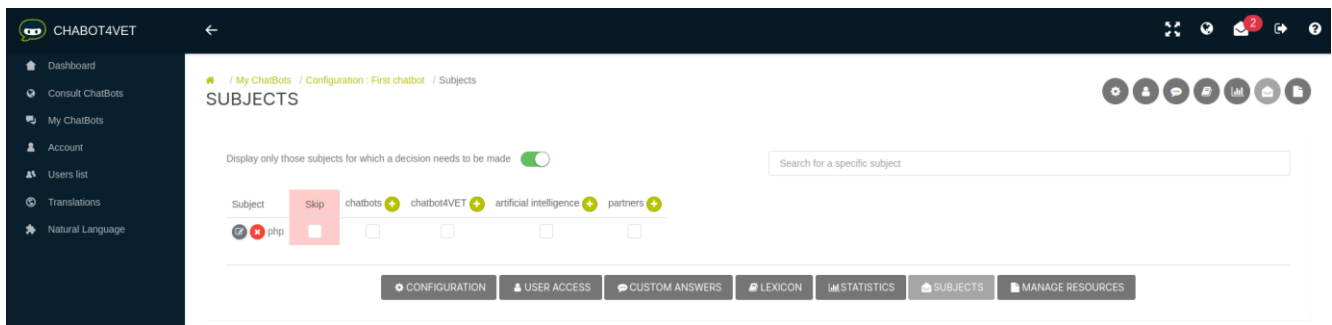 CHABOT4VET
2
Dashboard
Consult ChatBots
My ChatBots
Account
Users list
Translations
Natural Language
/ My ChatBots / Configuration : First chatbot / Subjects
SUBJECTS
Display only those subjects for which a decision needs to be made
Search for a specific subject
Subject Skip chatbots chatbot4VET artificial intelligence partners
php
CONFIGURATION USER ACCESS CUSTOM ANSWERS LEXICON STATISTICS SUBJECTS MANAGE RESOURCES